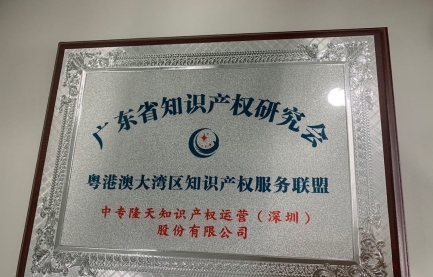 广东省知识产权研究会
粤港澳大湾区知识产权服务联盟
中专隆天知识产权运营（深圳）
股份有限公司